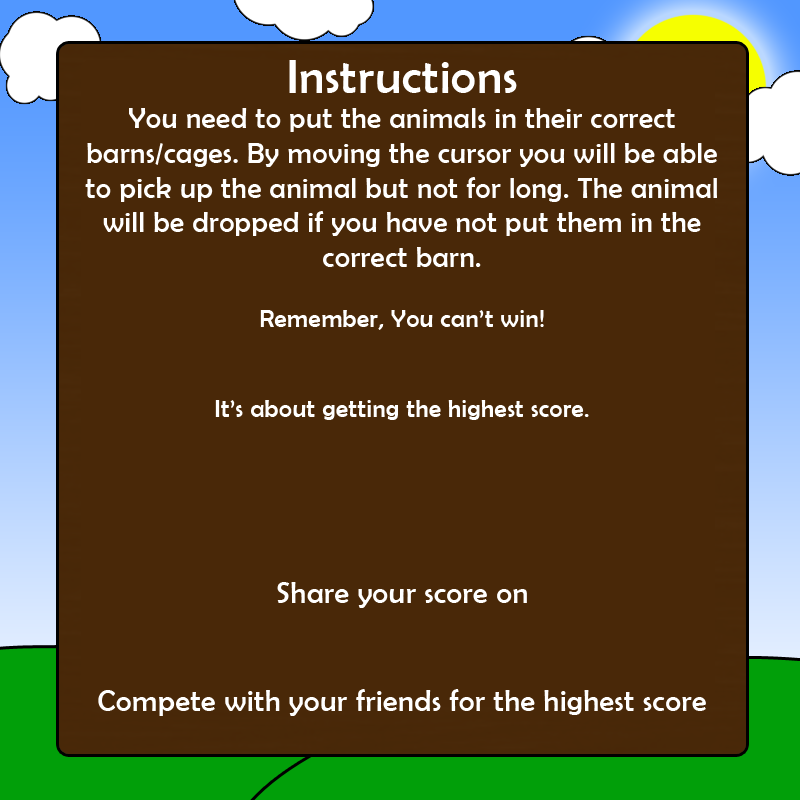 Instructions
You need to put the animals in their correct
barns/cages. By moving the cursor you will be able
to pick up the animal but not for long. The animal
will be dropped if you have not put them in the
correct barn.
Remember, You can’t win!
It’s about getting the highest score.
Share your score on
Compete with your friends for the highest score